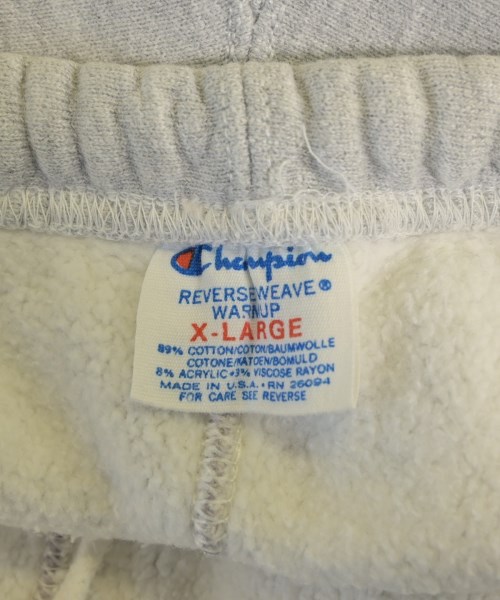 Champion
REVERSE WEAVE®
WARMUP
X-LARGE
89% COTTON/COTON/BAUMWOLLE
COTONE/KATOEN/BOMULD
8% ACRYLIC•3% VISCOSE RAYON
MADE IN U.S.A.•RN 26094
FOR CARE SEE REVERSE